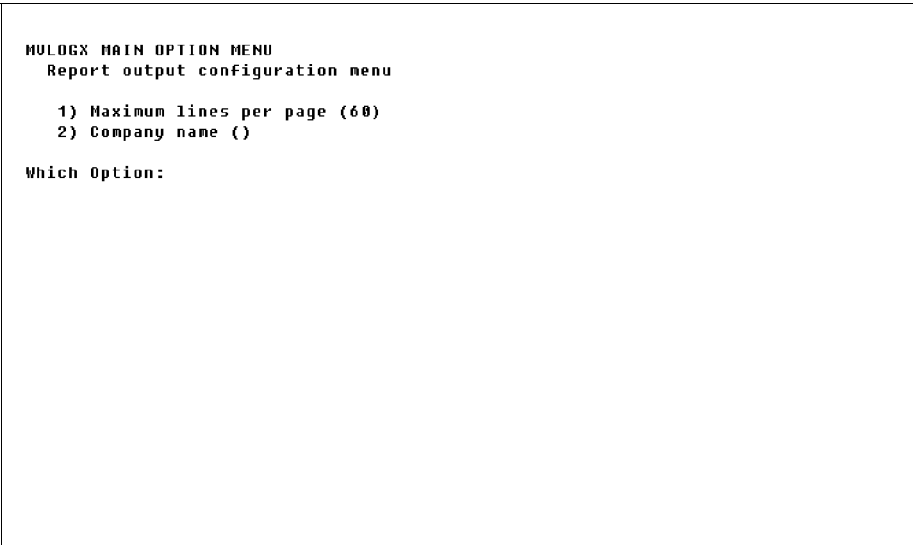 MVLOGX MAIN OPTION MENU
Report output configuration menu
1) Maximum lines per page (60)
2) Company name ()
Which Option: